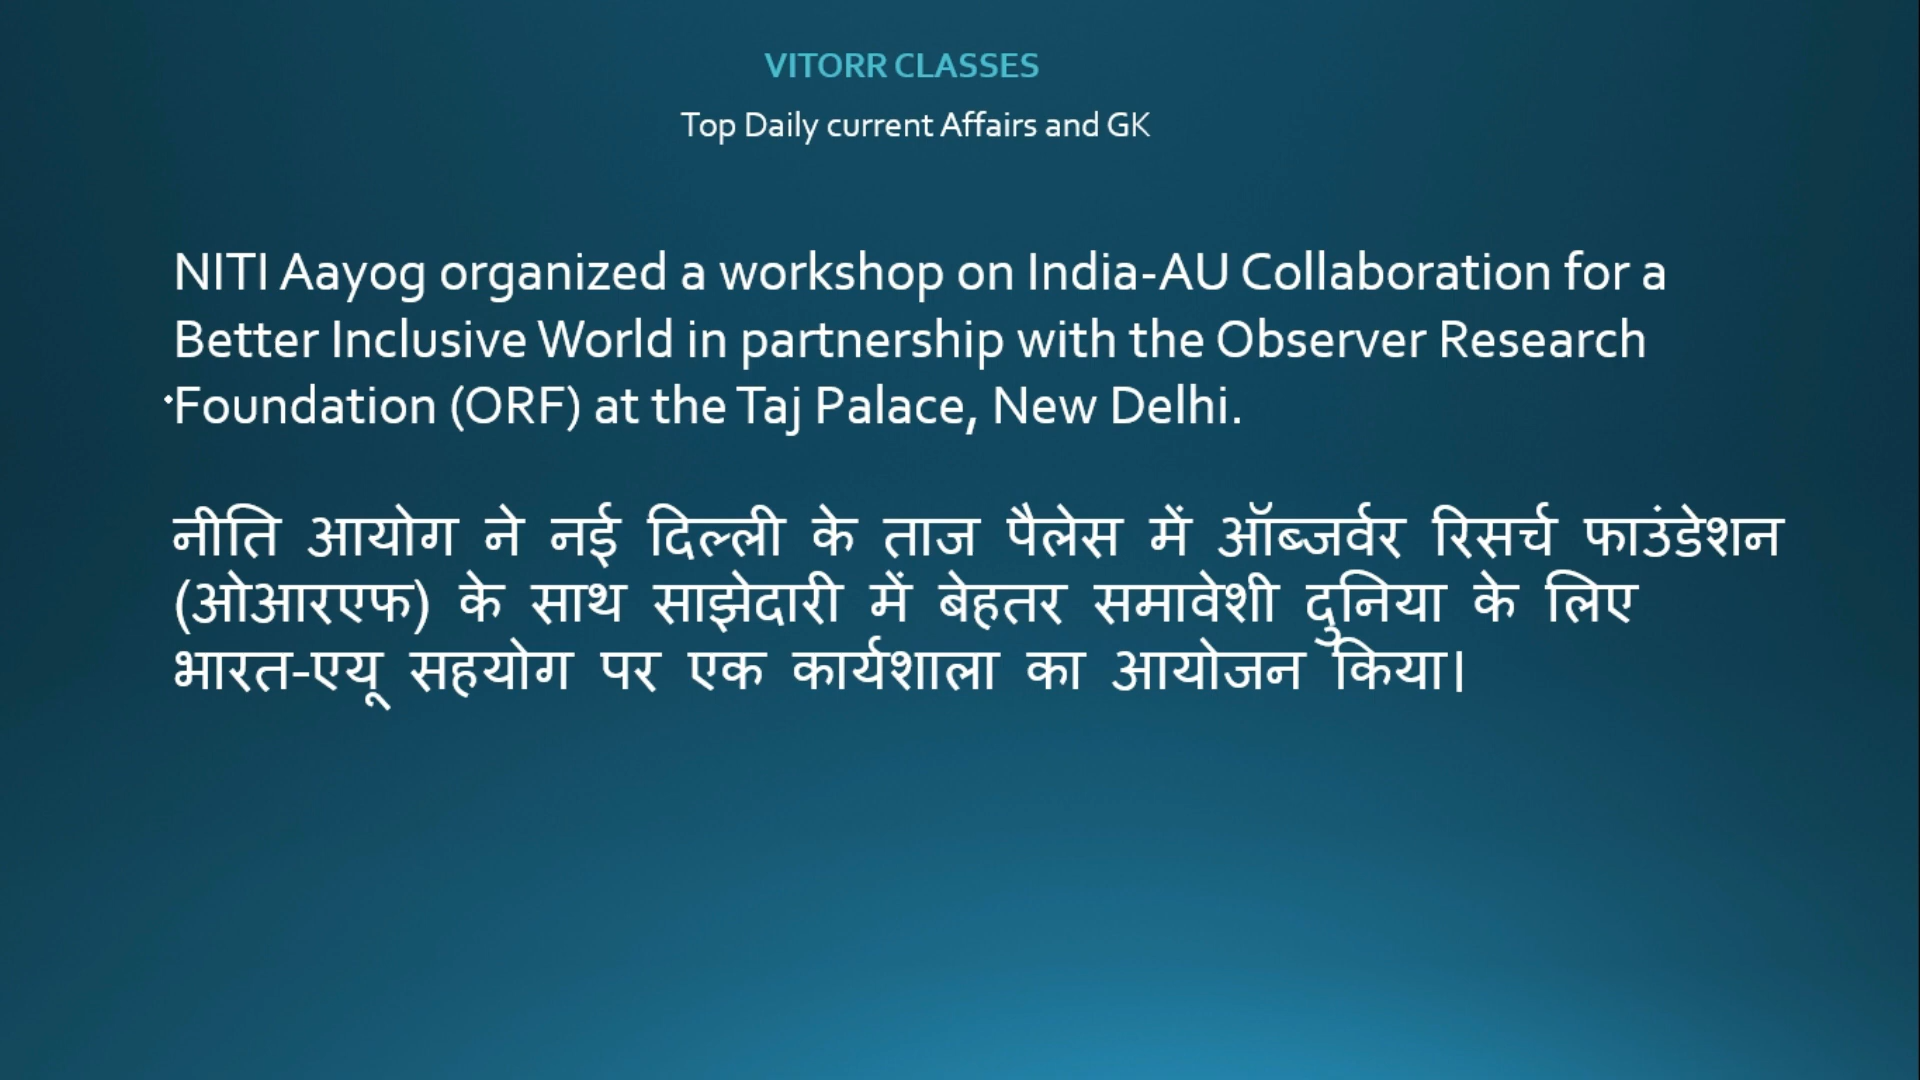 VITORR CLASSES
Top Daily current Affairs and GK
NITI Aayog organized a workshop on India-AU Collaboration for a
Better Inclusive World in partnership with the Observer Research
•Foundation (ORF) at the Taj Palace, New Delhi.
नीति आयोग ने नई दिल्ली के ताज पैलेस में ऑब्जर्वर रिसर्च फाउंडेशन
(ओआरएफ) के साथ साझेदारी में बेहतर समावेशी दुनिया के लिए
भारत-एयू सहयोग पर एक कार्यशाला का आयोजन किया।